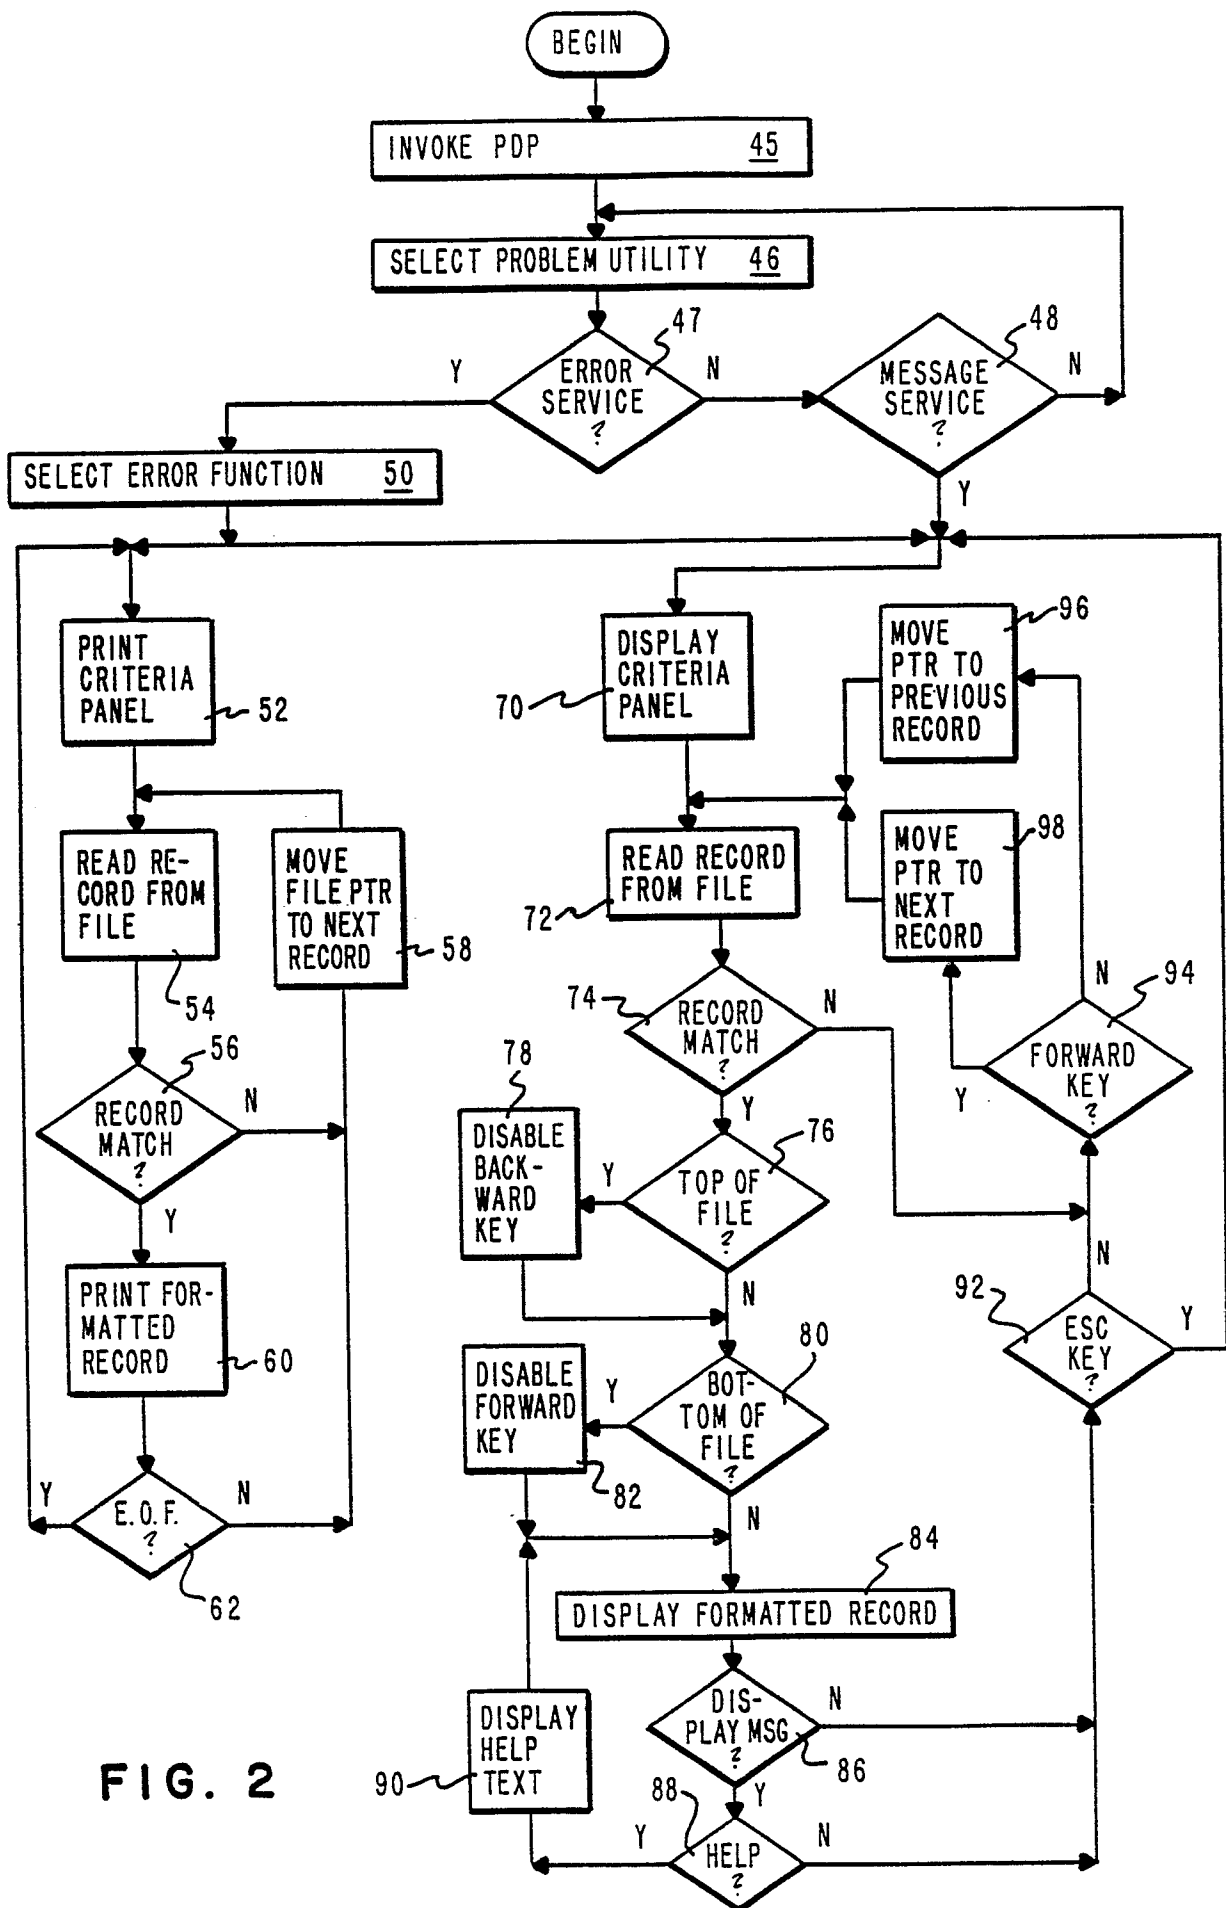 BEGIN
INVOKE PDP 45
SELECT PROBLEM UTILITY 46
47
48
Y
ERROR
SERVICE
?
N
MESSAGE
SERVICE
?
N
SELECT ERROR FUNCTION 50
Y
PRINT
CRITERIA
PANEL
52
DISPLAY
CRITERIA
PANEL
70
MOVE
PTR TO
PREVIOUS
RECORD
96
READ RE-
CORD FROM
FILE
54
MOVE
FILE PTR
TO NEXT
RECORD
58
READ RECORD
FROM FILE
72
MOVE
PTR TO
NEXT
RECORD
98
56
RECORD
MATCH
?
N
Y
74
RECORD
MATCH
?
N
Y
N
94
FORWARD
KEY
?
Y
78
DISABLE
BACK-
WARD
KEY
Y
76
TOP OF
FILE
?
N
PRINT FOR-
MATTED
RECORD
60
N
92
ESC
KEY
?
Y
DISABLE
FORWARD
KEY
82
Y
80
BOT-
TOM OF
FILE
?
N
Y
E.O.F.
?
N
62
84
DISPLAY FORMATTED RECORD
DISPLAY
HELP
TEXT
90
DIS-
PLAY MSG
?
N
86
Y
88
Y
HELP
?
N
FIG. 2